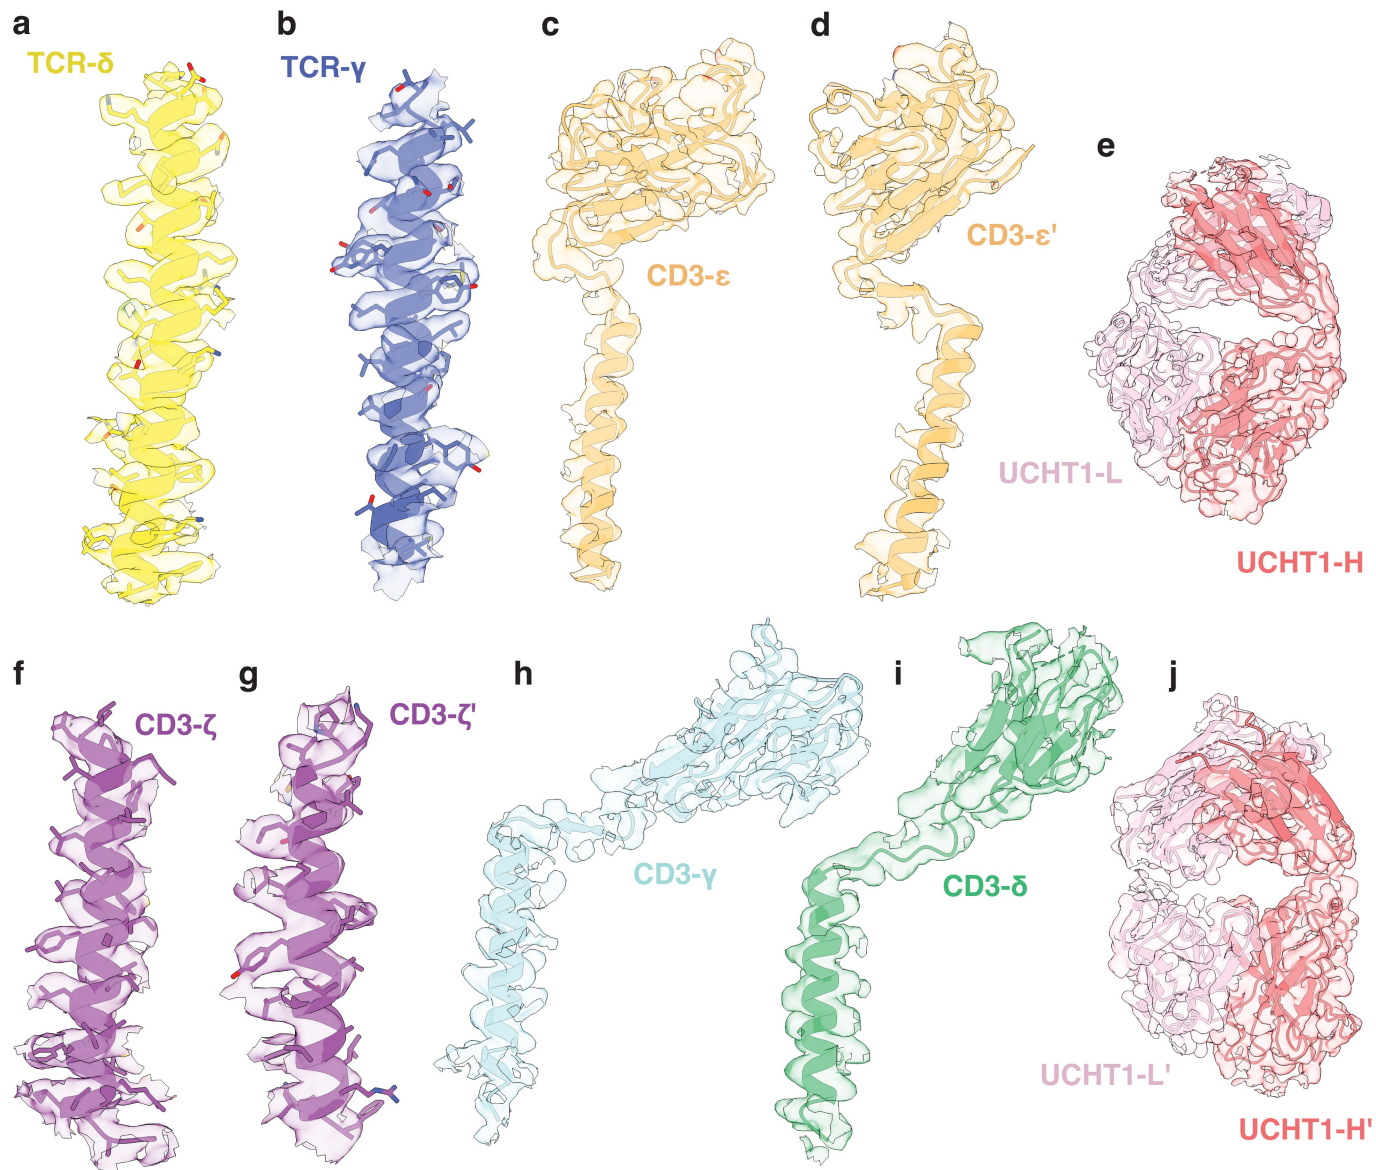 a
TCR-δ
b
TCR-γ
c
CD3-ε
d
CD3-ε'
e
UCHT1-L
UCHT1-H
f
CD3-ζ
g
CD3-ζ'
h
CD3-γ
i
CD3-δ
j
UCHT1-L'
UCHT1-H'